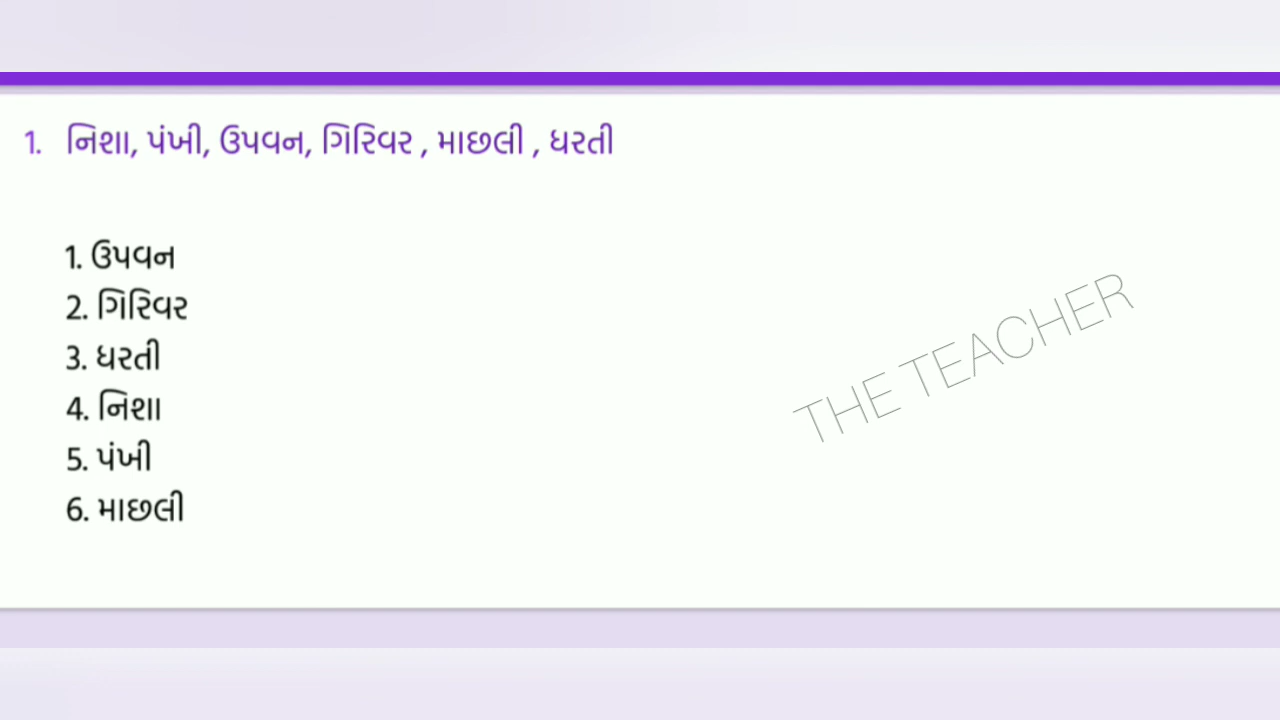 1. નિશા, પંખી, ઉપવન, ગિરિવર , માછલી , ધરતી
1. ઉપવન
2. ગિરિવર
3. ધરતી
4. નિશા
5. પંખી
6. માછલી
THE TEACHER